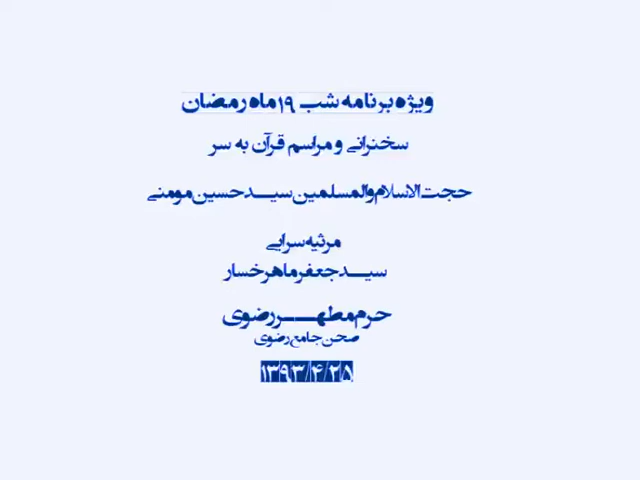 ویژه برنامه شب ۱۹ ماه رمضان
سخنرانی و مراسم قرآن به سر
حجت الاسلام والمسلمین سید حسین مومنی
مرثیه سرایی
سید جعفر ماهرخسار
حرم مطهر رضوی
صحن جامع رضوی
۱۳۹۳/۴/۲۵